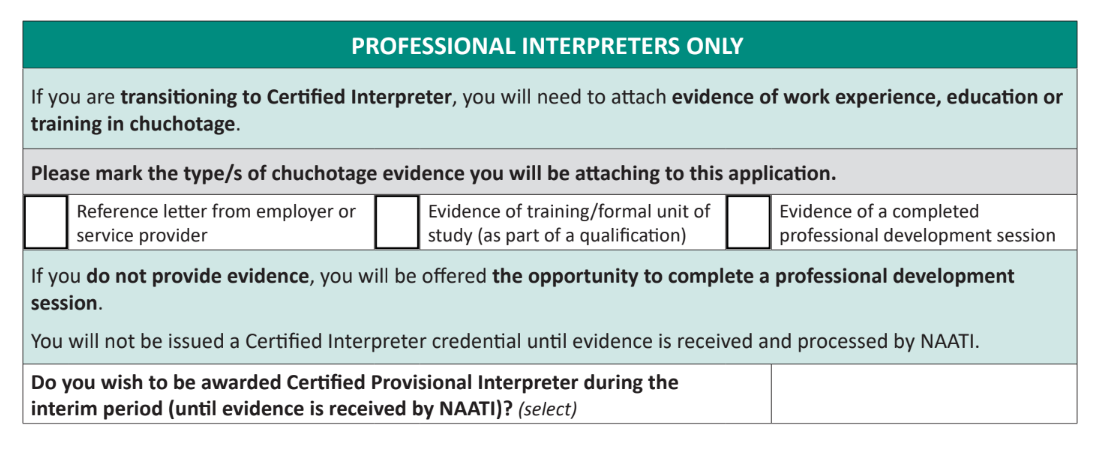 PROFESSIONAL INTERPRETERS ONLY
If you are transitioning to Certified Interpreter, you will need to attach evidence of work experience, education or
training in chuchotage.
Please mark the type/s of chuchotage evidence you will be attaching to this application.
Reference letter from employer or
service provider
Evidence of training/formal unit of
study (as part of a qualification)
Evidence of a completed
professional development session
If you do not provide evidence, you will be offered the opportunity to complete a professional development
session.
You will not be issued a Certified Interpreter credential until evidence is received and processed by NAATI.
Do you wish to be awarded Certified Provisional Interpreter during the
interim period (until evidence is received by NAATI)? (select)